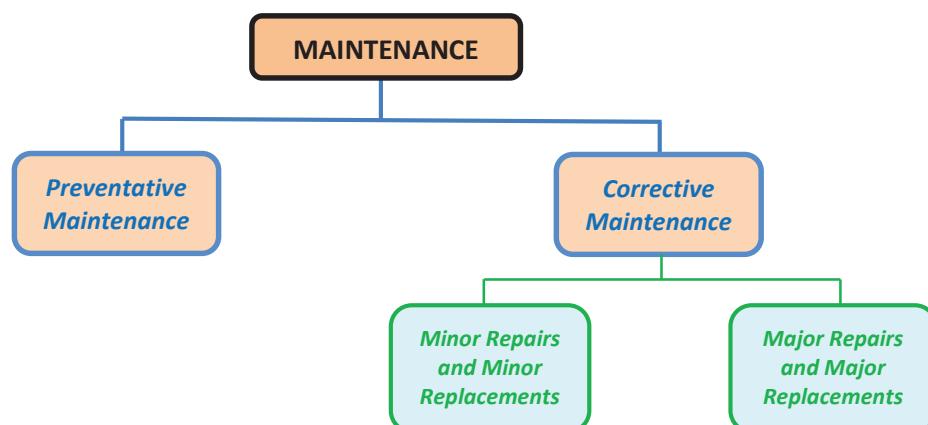 MAINTENANCE
Preventative
Maintenance
Corrective
Maintenance
Minor Repairs
and Minor
Replacements
Major Repairs
and Major
Replacements